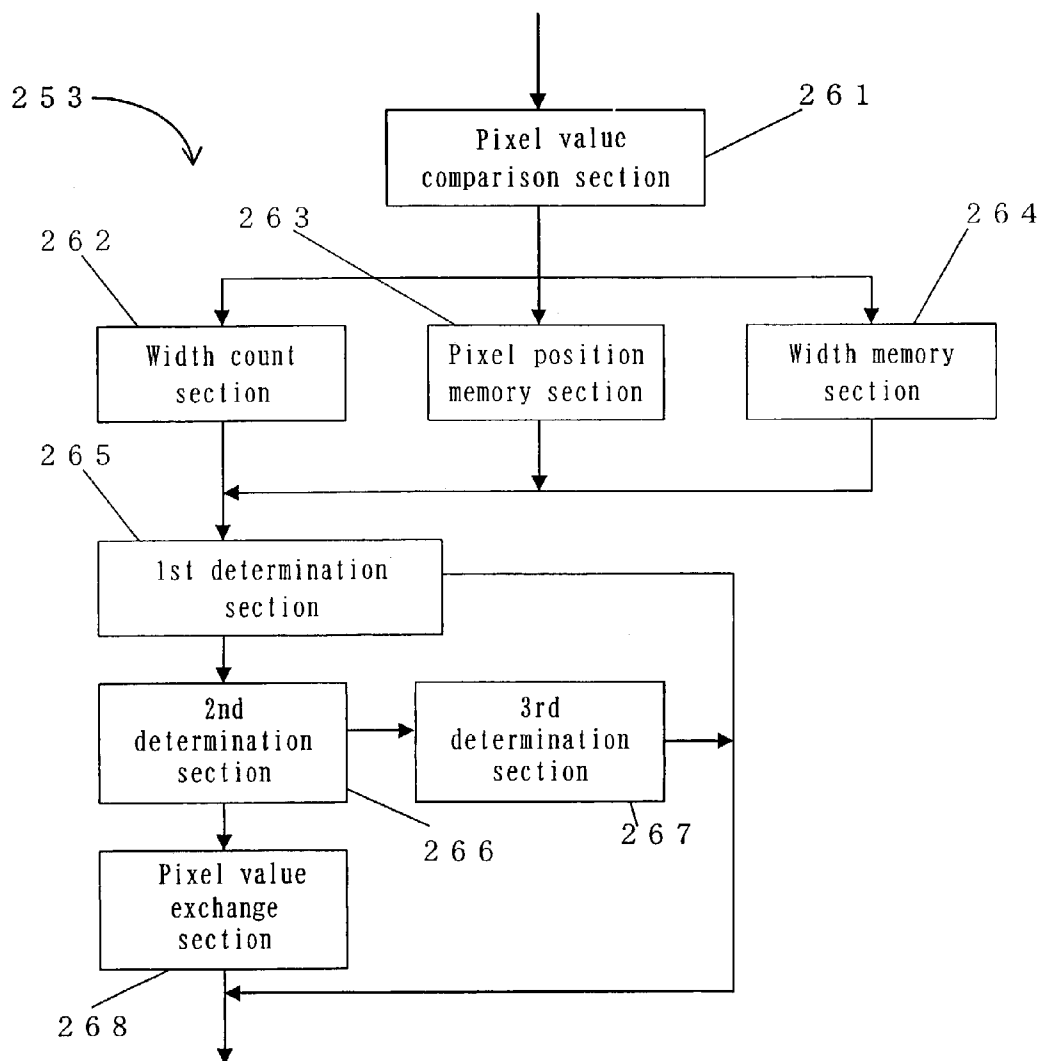 253
261
Pixel value
comparison section
262
263
264
Width count
section
Pixel position
memory section
Width memory
section
265
1st determination
section
2nd
determination
section
3rd
determination
section
266
267
Pixel value
exchange
section
268